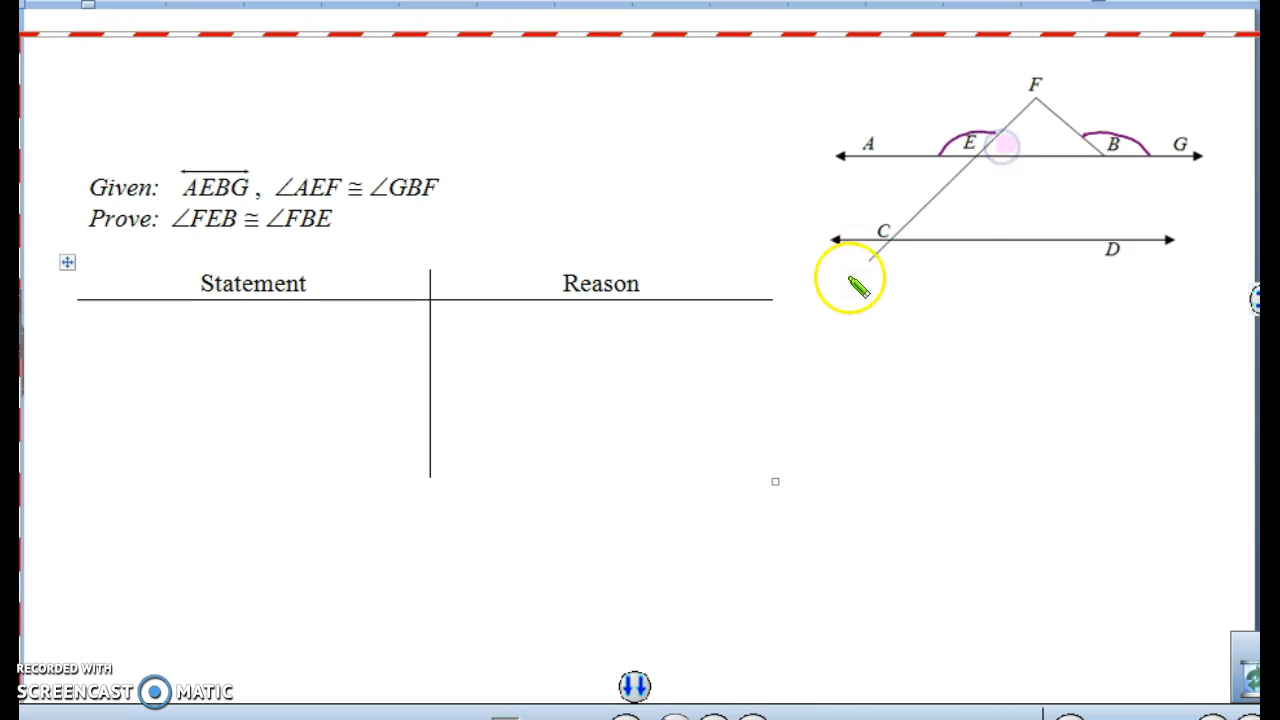 F
A E B G
Given: AEBG , ∠AEF ≅ ∠GBF
Prove: ∠FEB ≅ ∠FBE
C
D
Statement Reason
RECORDED WITH
SCREENCAST MATIC